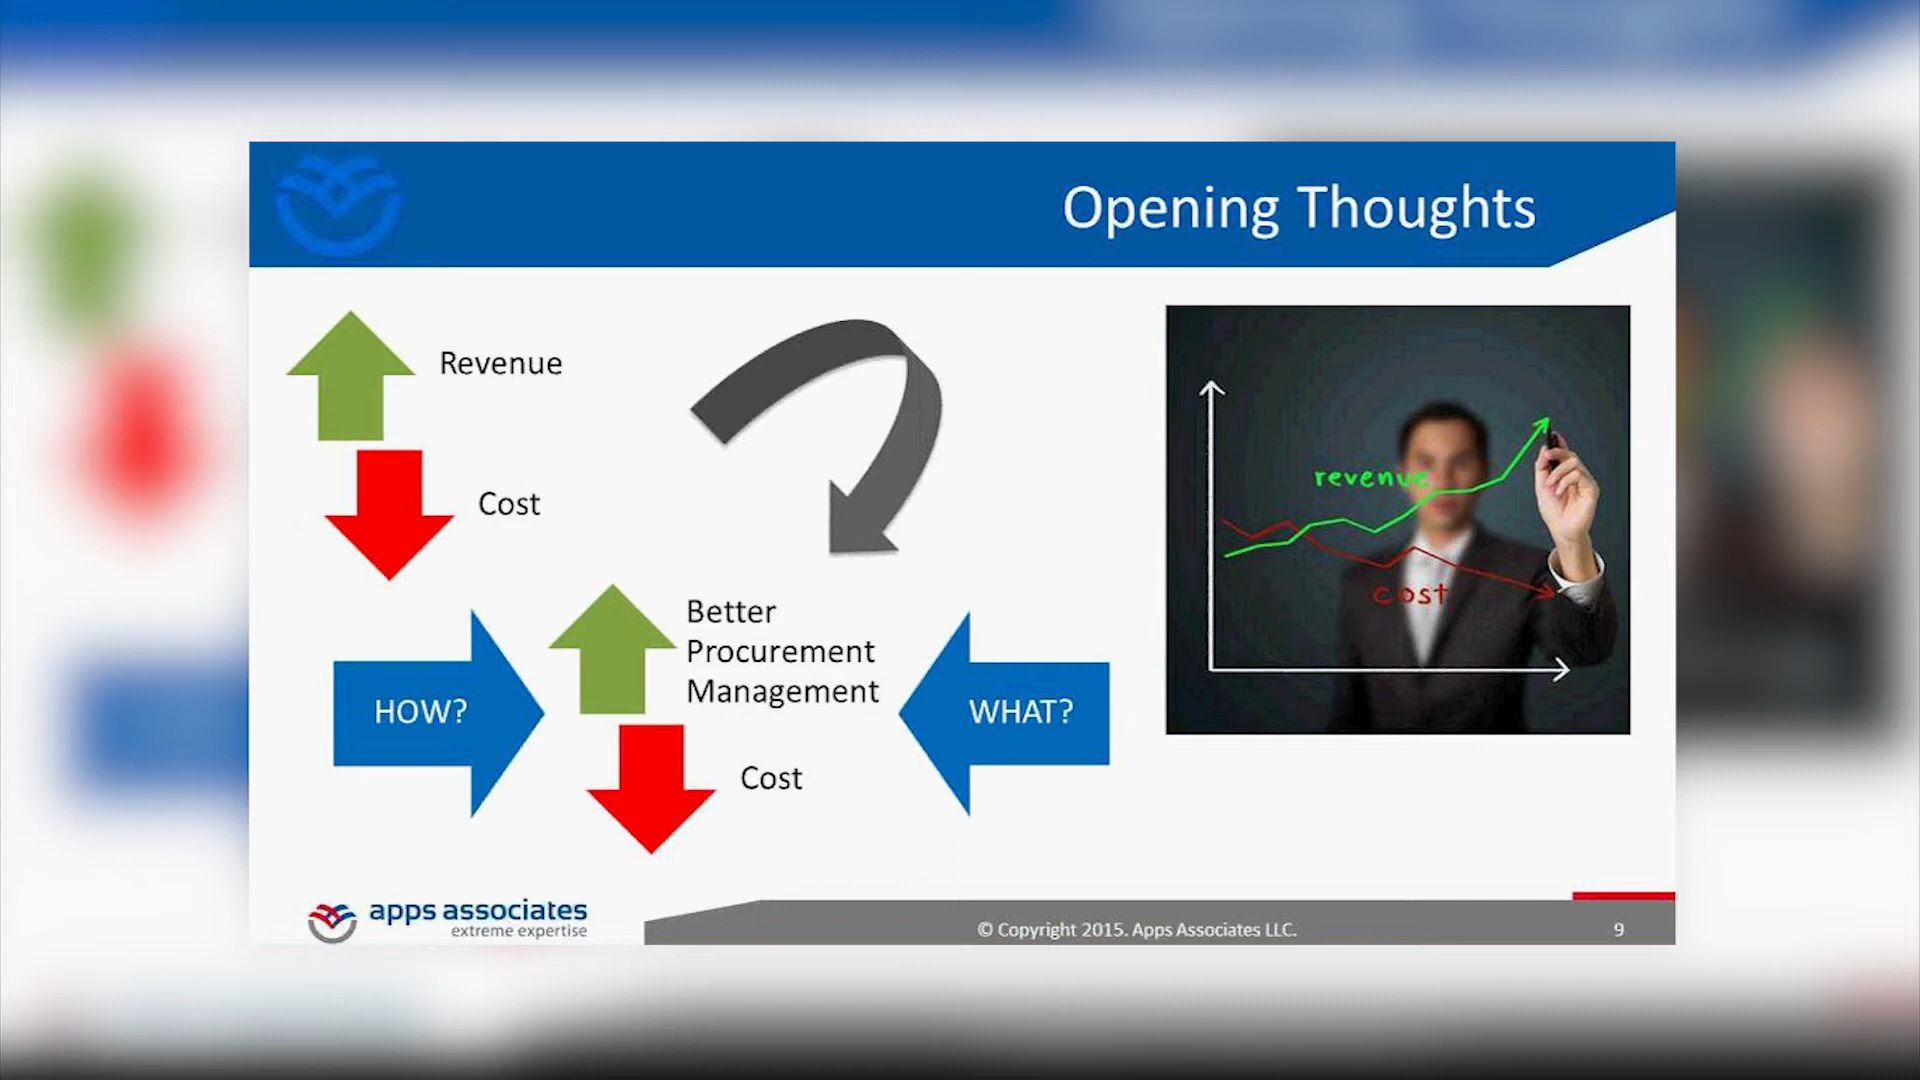 Opening Thoughts
Revenue
Cost
Better
Procurement
Management
HOW?
WHAT?
Cost
revenue
cost
apps associates
extreme expertise
© Copyright 2015. Apps Associates LLC.
9